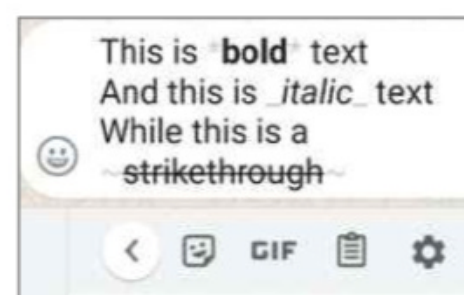 This is *bold* text
And this is _italic_ text
While this is a
~strikethrough~
GIF